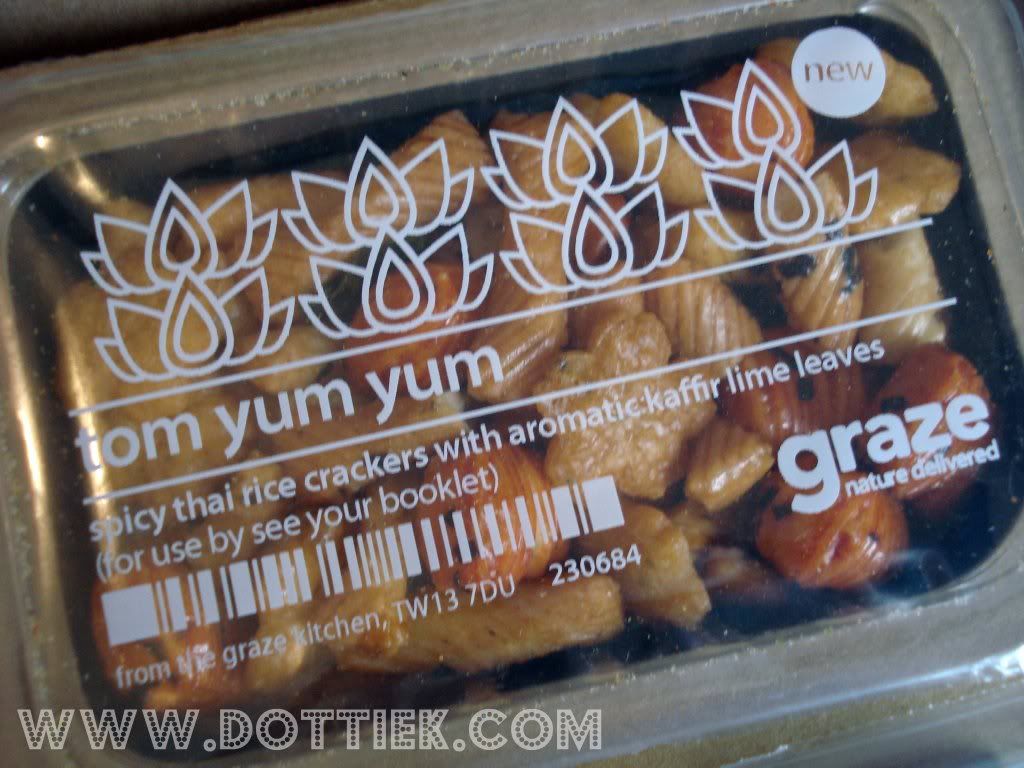 new
tom yum yum
spicy thai rice crackers with aromatic kaffir lime leaves
(for use by see your booklet)
graze
nature delivered
230684
from the graze kitchen, TW13 7DU
WWW.DOTTIEK.COM